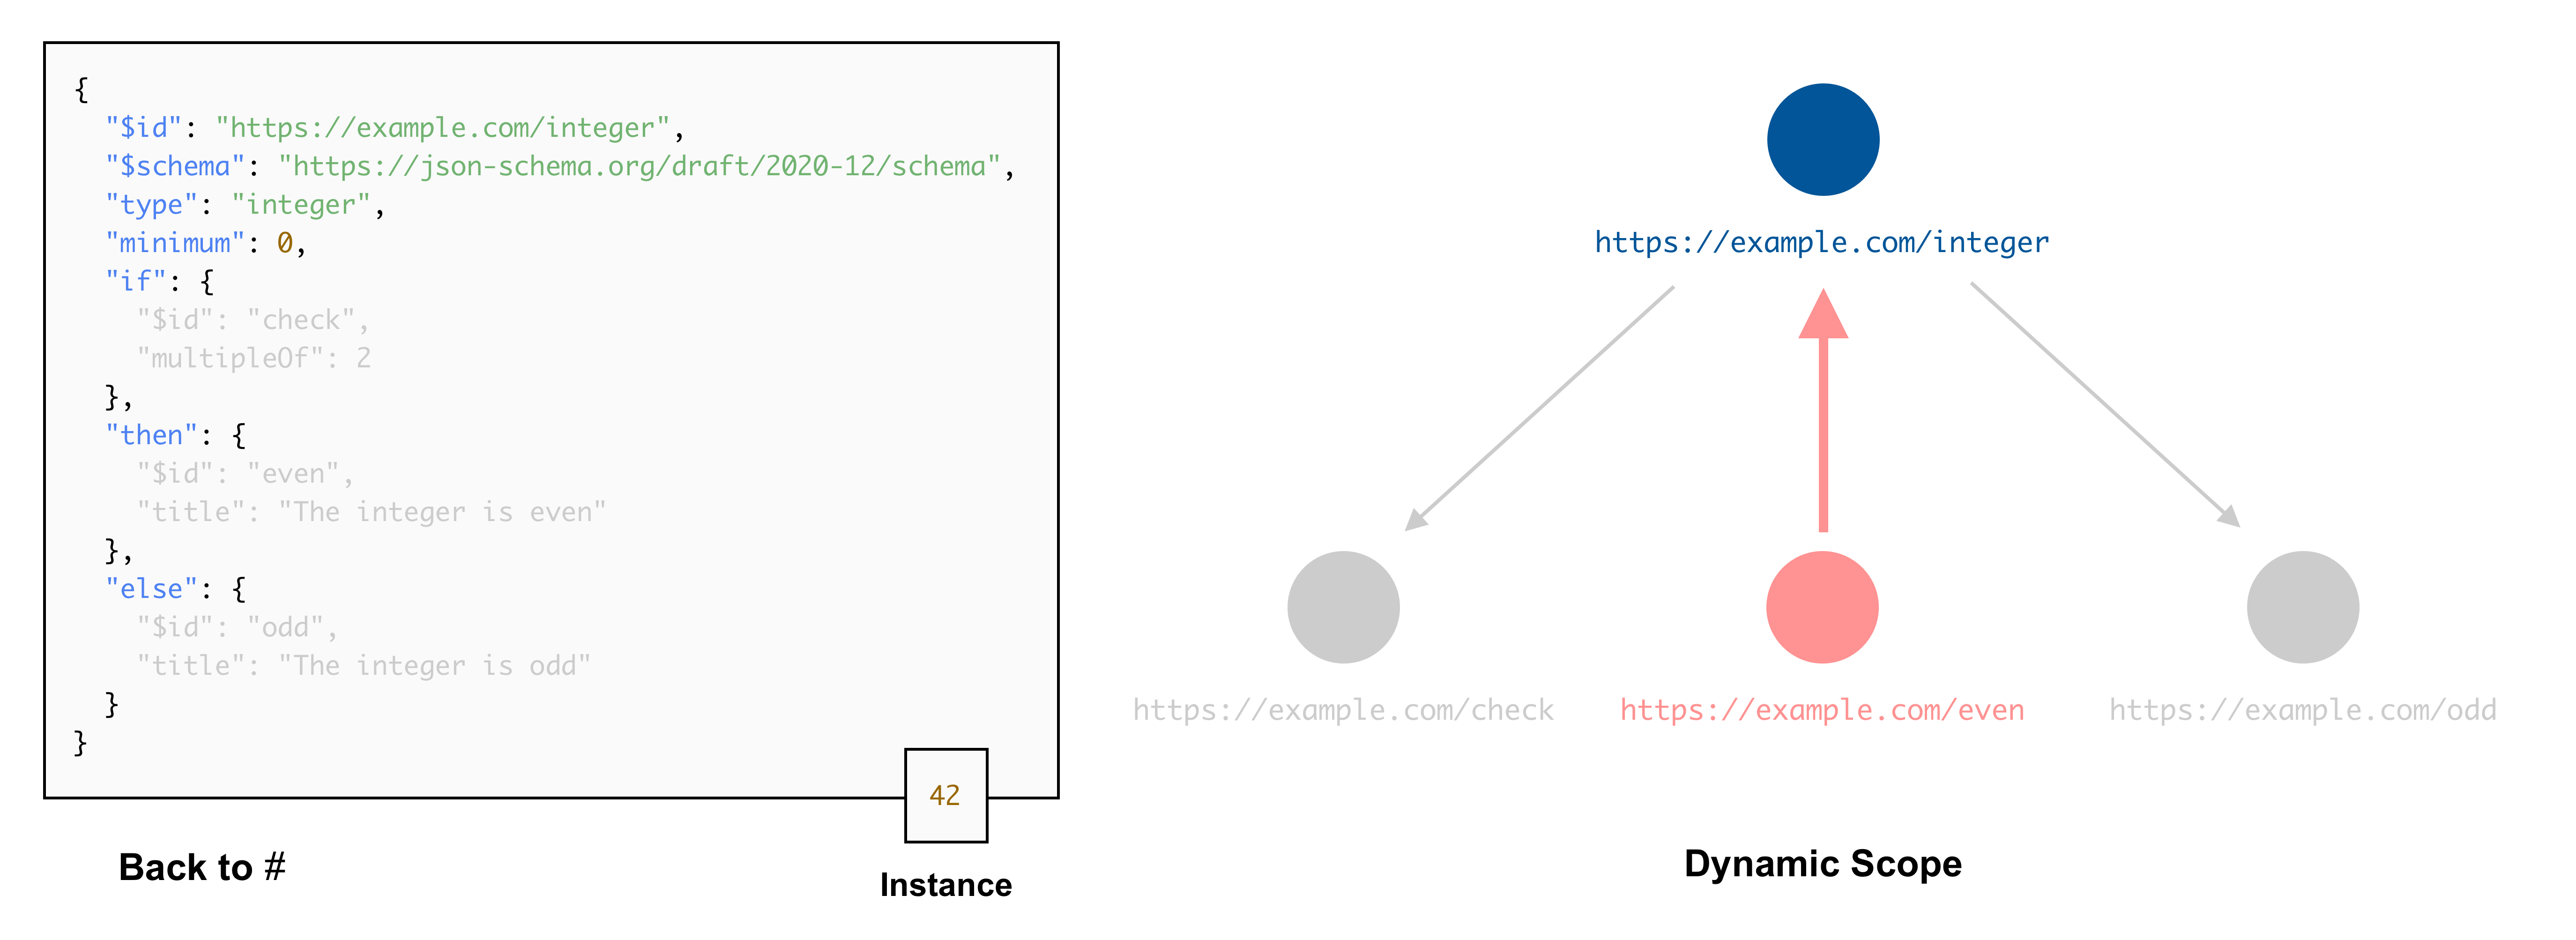 {
  "$id": "https://example.com/integer",
  "$schema": "https://json-schema.org/draft/2020-12/schema",
  "type": "integer",
  "minimum": 0,
  "if": {
    "$id": "check",
    "multipleOf": 2
  },
  "then": {
    "$id": "even",
    "title": "The integer is even"
  },
  "else": {
    "$id": "odd",
    "title": "The integer is odd"
  }
}
42
Back to #
Instance
https://example.com/integer
https://example.com/check
https://example.com/even
https://example.com/odd
Dynamic Scope